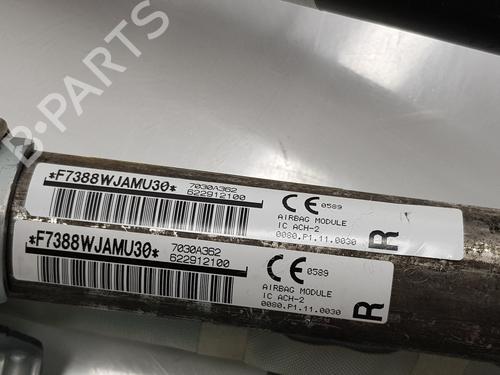 B-PARTS
*F7388WJAMU30*
7030A362
622912100
CE 0589
AIRBAG MODULE
IC ACH-2
0080.P1.11.0030
R
*F7388WJAMU30*
7030A362
622912100
CE 0589
AIRBAG MODULE
IC ACH-2
0080.P1.11.0030
R